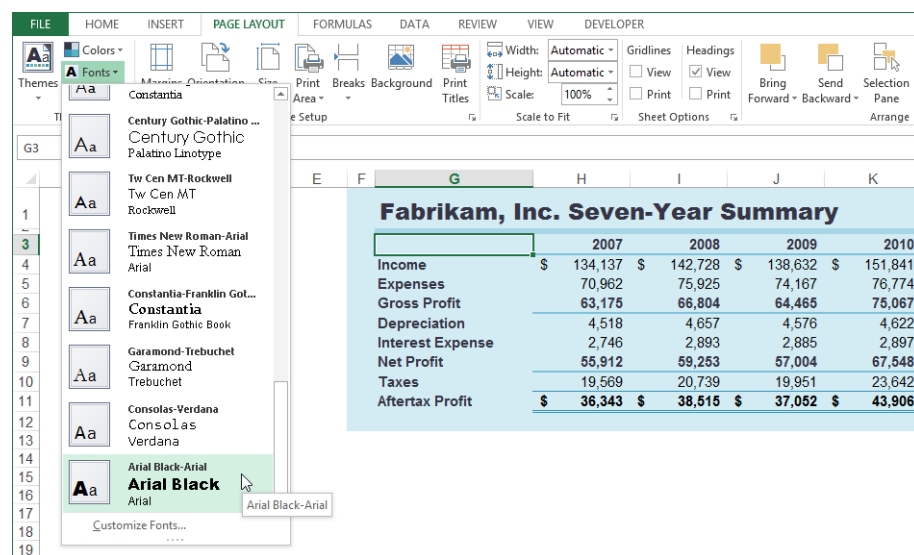 FILE HOME INSERT PAGE LAYOUT FORMULAS DATA REVIEW VIEW DEVELOPER
Colors
Fonts
Themes
Print Area
Breaks
Background
Print Titles
Width: Automatic
Height: Automatic
Scale: 100%
Scale to Fit
Gridlines Headings
View View
Print Print
Sheet Options
Bring Forward
Send Backward
Selection Pane
Arrange
G3
Aa Constantia
Century Gothic-Palatino ...
Aa Century Gothic
Palatino Linotype
Tw Cen MT-Rockwell
Aa Tw Cen MT
Rockwell
Times New Roman-Arial
Aa Times New Roman
Arial
Constantia-Franklin Got...
Aa Constantia
Franklin Gothic Book
Garamond-Trebuchet
Aa Garamond
Trebuchet
Consolas-Verdana
Aa Consolas
Verdana
Arial Black-Arial
Aa Arial Black
Arial
Arial Black-Arial
Customize Fonts...
E F G H I J K
1 Fabrikam, Inc. Seven-Year Summary
3 2007 2008 2009 2010
4 Income $ 134,137 $ 142,728 $ 138,632 $ 151,841
5 Expenses 70,962 75,925 74,167 76,774
6 Gross Profit 63,175 66,804 64,465 75,067
7 Depreciation 4,518 4,657 4,576 4,622
8 Interest Expense 2,746 2,893 2,885 2,897
9 Net Profit 55,912 59,253 57,004 67,548
10 Taxes 19,569 20,739 19,951 23,642
11 Aftertax Profit $ 36,343 $ 38,515 $ 37,052 $ 43,906
12
13
14
15
16
17
18
19